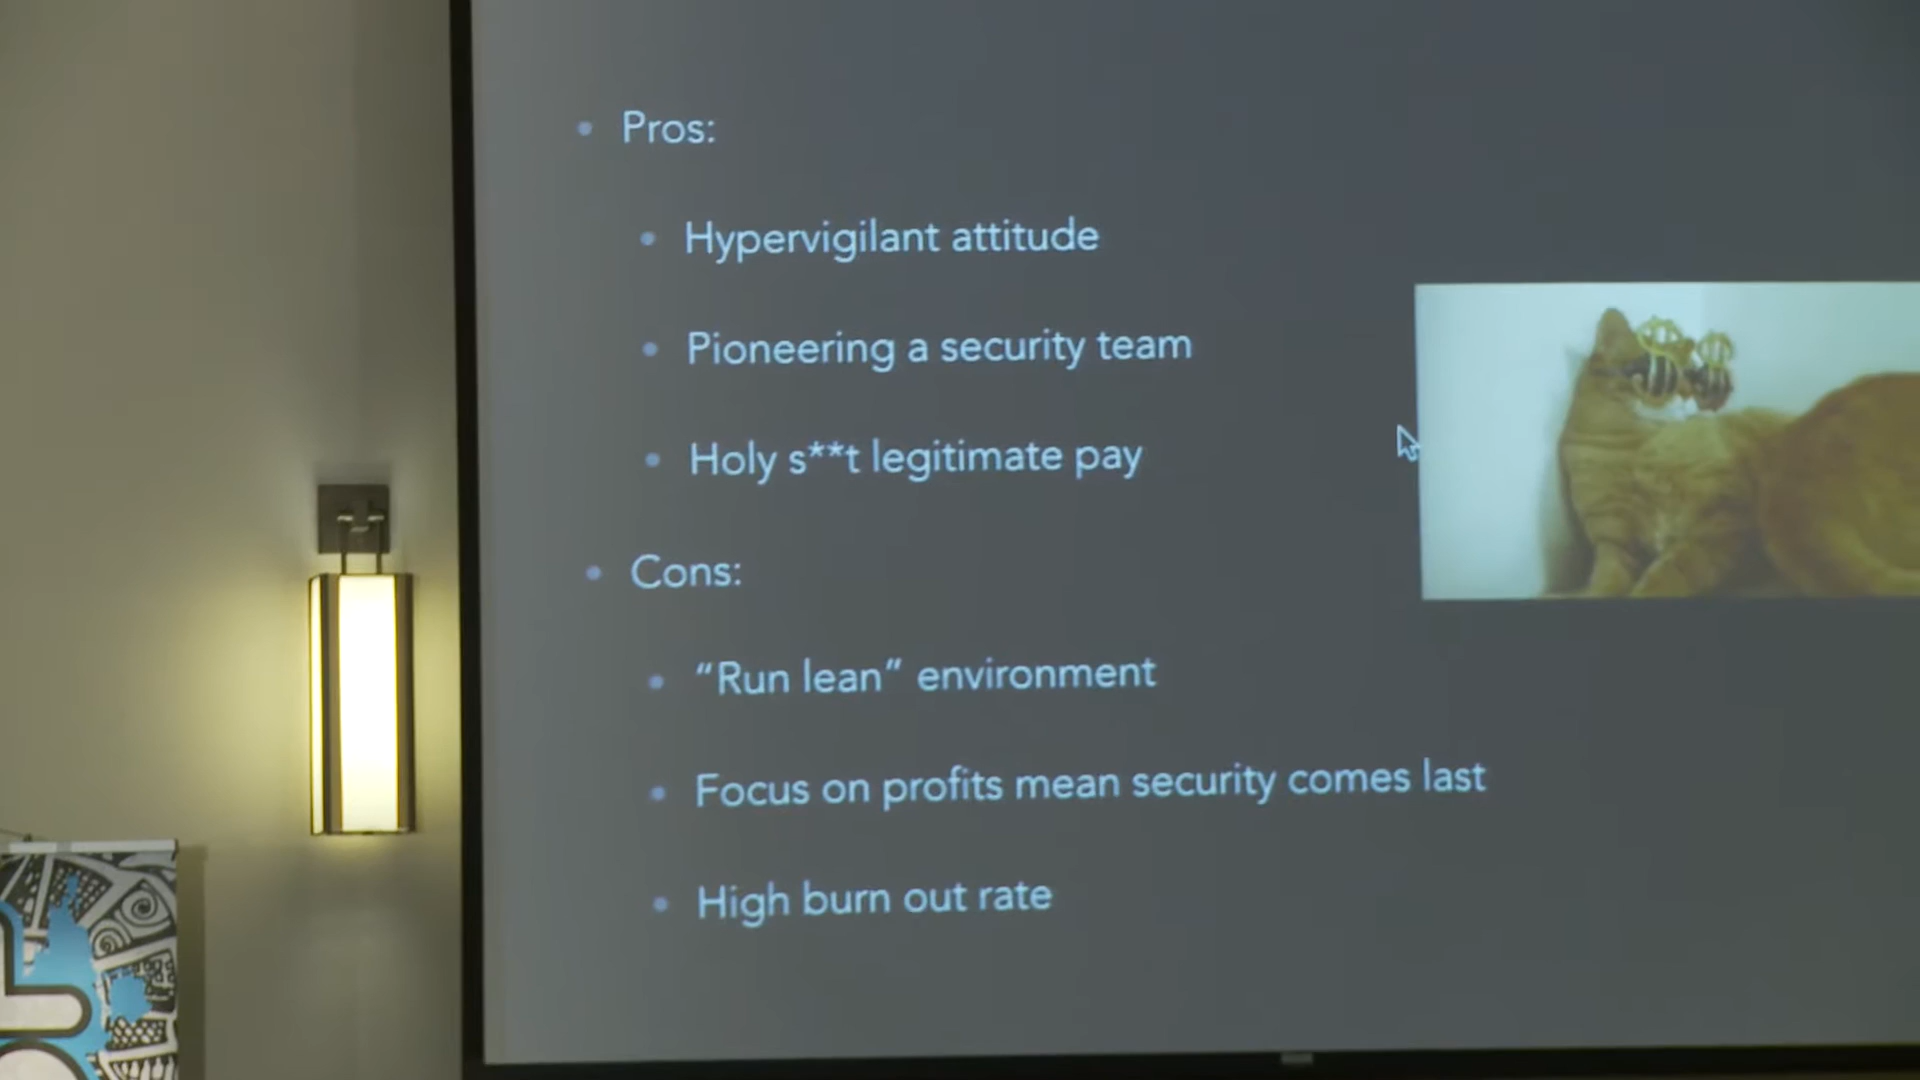 Pros:
Hypervigilant attitude
Pioneering a security team
Holy s**t legitimate pay
Cons:
“Run lean” environment
Focus on profits mean security comes last
High burn out rate